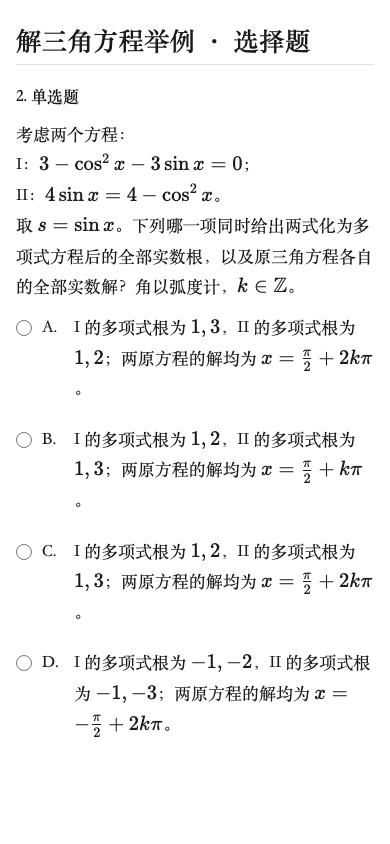 解三角方程举例 · 选择题
2. 单选题
考虑两个方程：
I： 3 − cos² x − 3 sin x = 0；
II： 4 sin x = 4 − cos² x。
取 s = sin x。下列哪一项同时给出两式化为多
项式方程后的全部实数根，以及原三角方程各自
的全部实数解？角以弧度计，k ∈ ℤ。
A. I 的多项式根为 1, 3，II 的多项式根为
1, 2；两原方程的解均为 x = π/2 + 2kπ
。
B. I 的多项式根为 1, 2，II 的多项式根为
1, 3；两原方程的解均为 x = π/2 + kπ
。
C. I 的多项式根为 1, 2，II 的多项式根为
1, 3；两原方程的解均为 x = π/2 + 2kπ
。
D. I 的多项式根为 −1, −2，II 的多项式根
为 −1, −3；两原方程的解均为 x =
−π/2 + 2kπ。